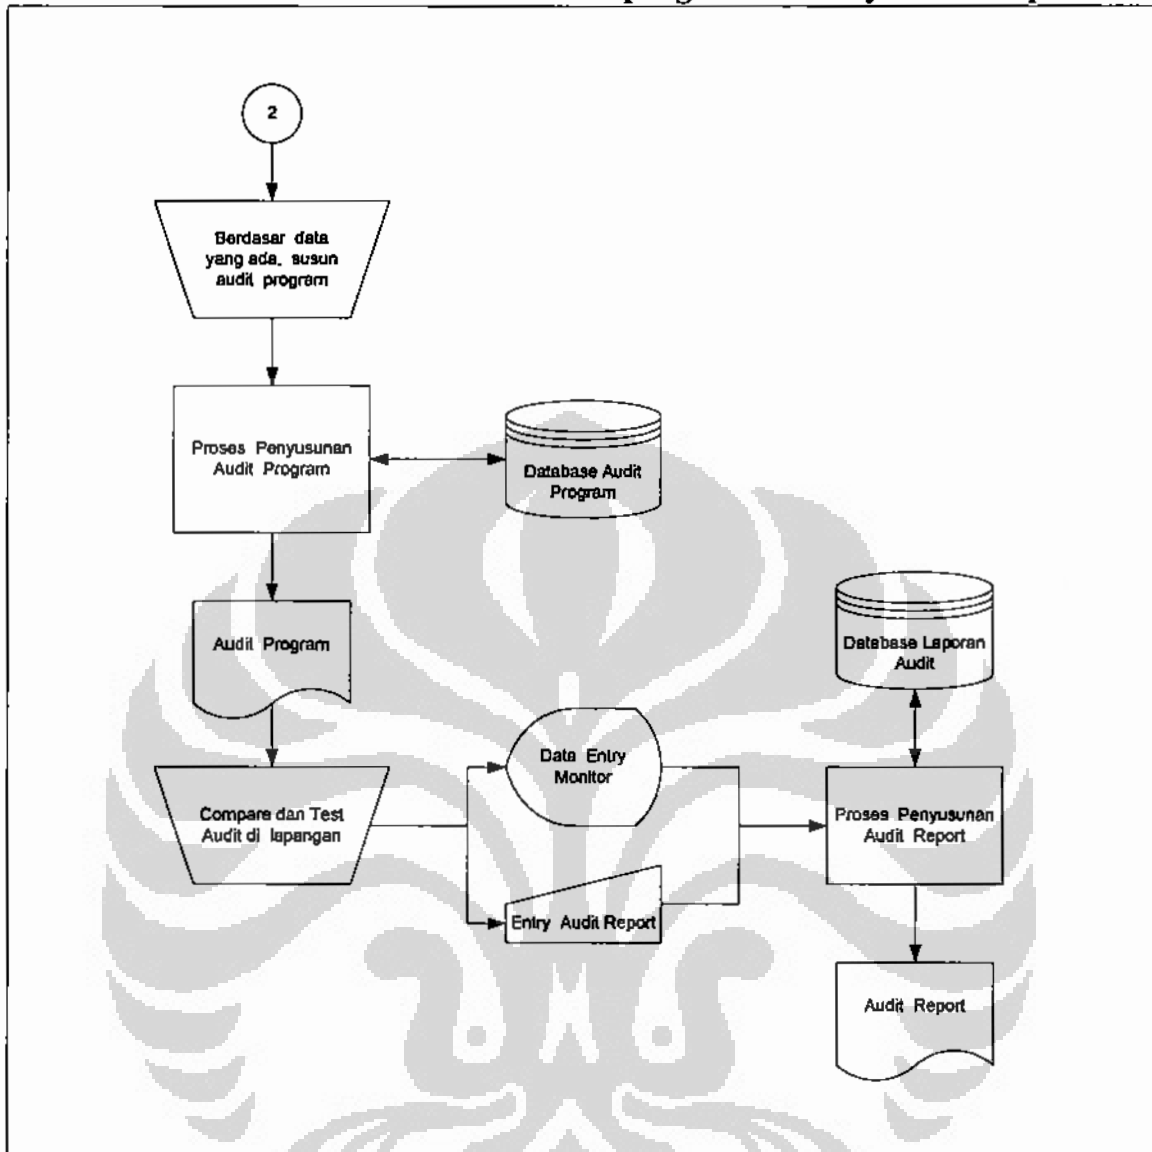 2
Berdasar data
yang ada, susun
audit program
Proses Penyusunan
Audit Program
Database Audit
Program
Audit Program
Database Laporan
Audit
Data Entry
Monitor
Compare dan Test
Audit di lapangan
Proses Penyusunan
Audit Report
Entry Audit Report
Audit Report